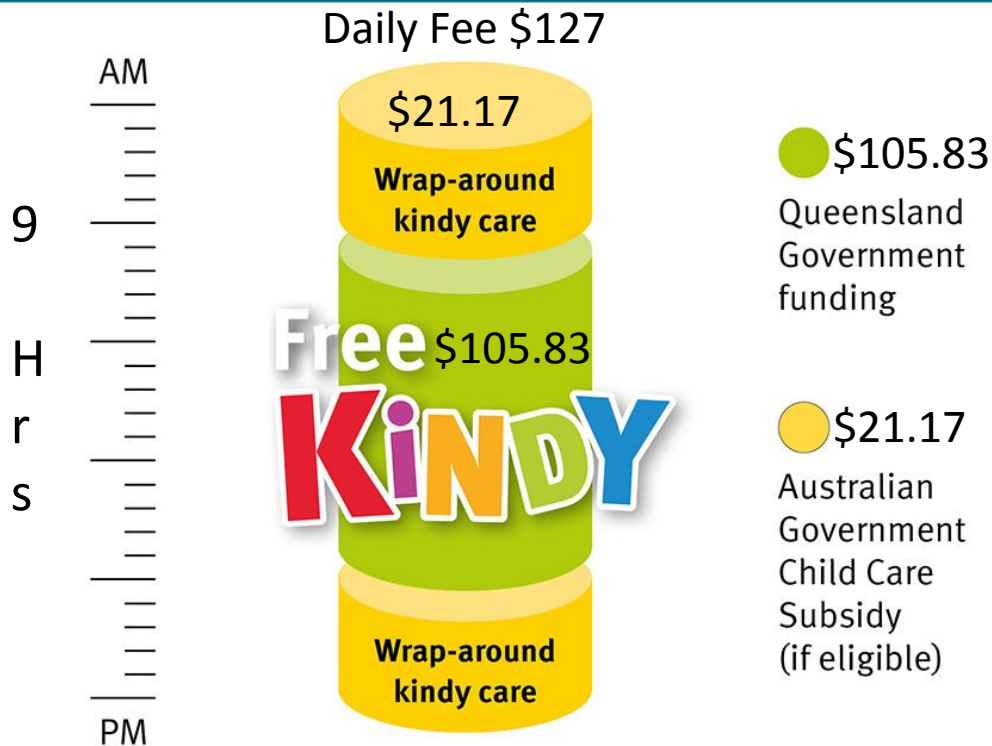 Daily Fee $127
AM
9
H
r
s
PM
$21.17
Wrap-around
kindy care
Free $105.83
KiNDY
Wrap-around
kindy care
$105.83
Queensland
Government
funding
$21.17
Australian
Government
Child Care
Subsidy
(if eligible)